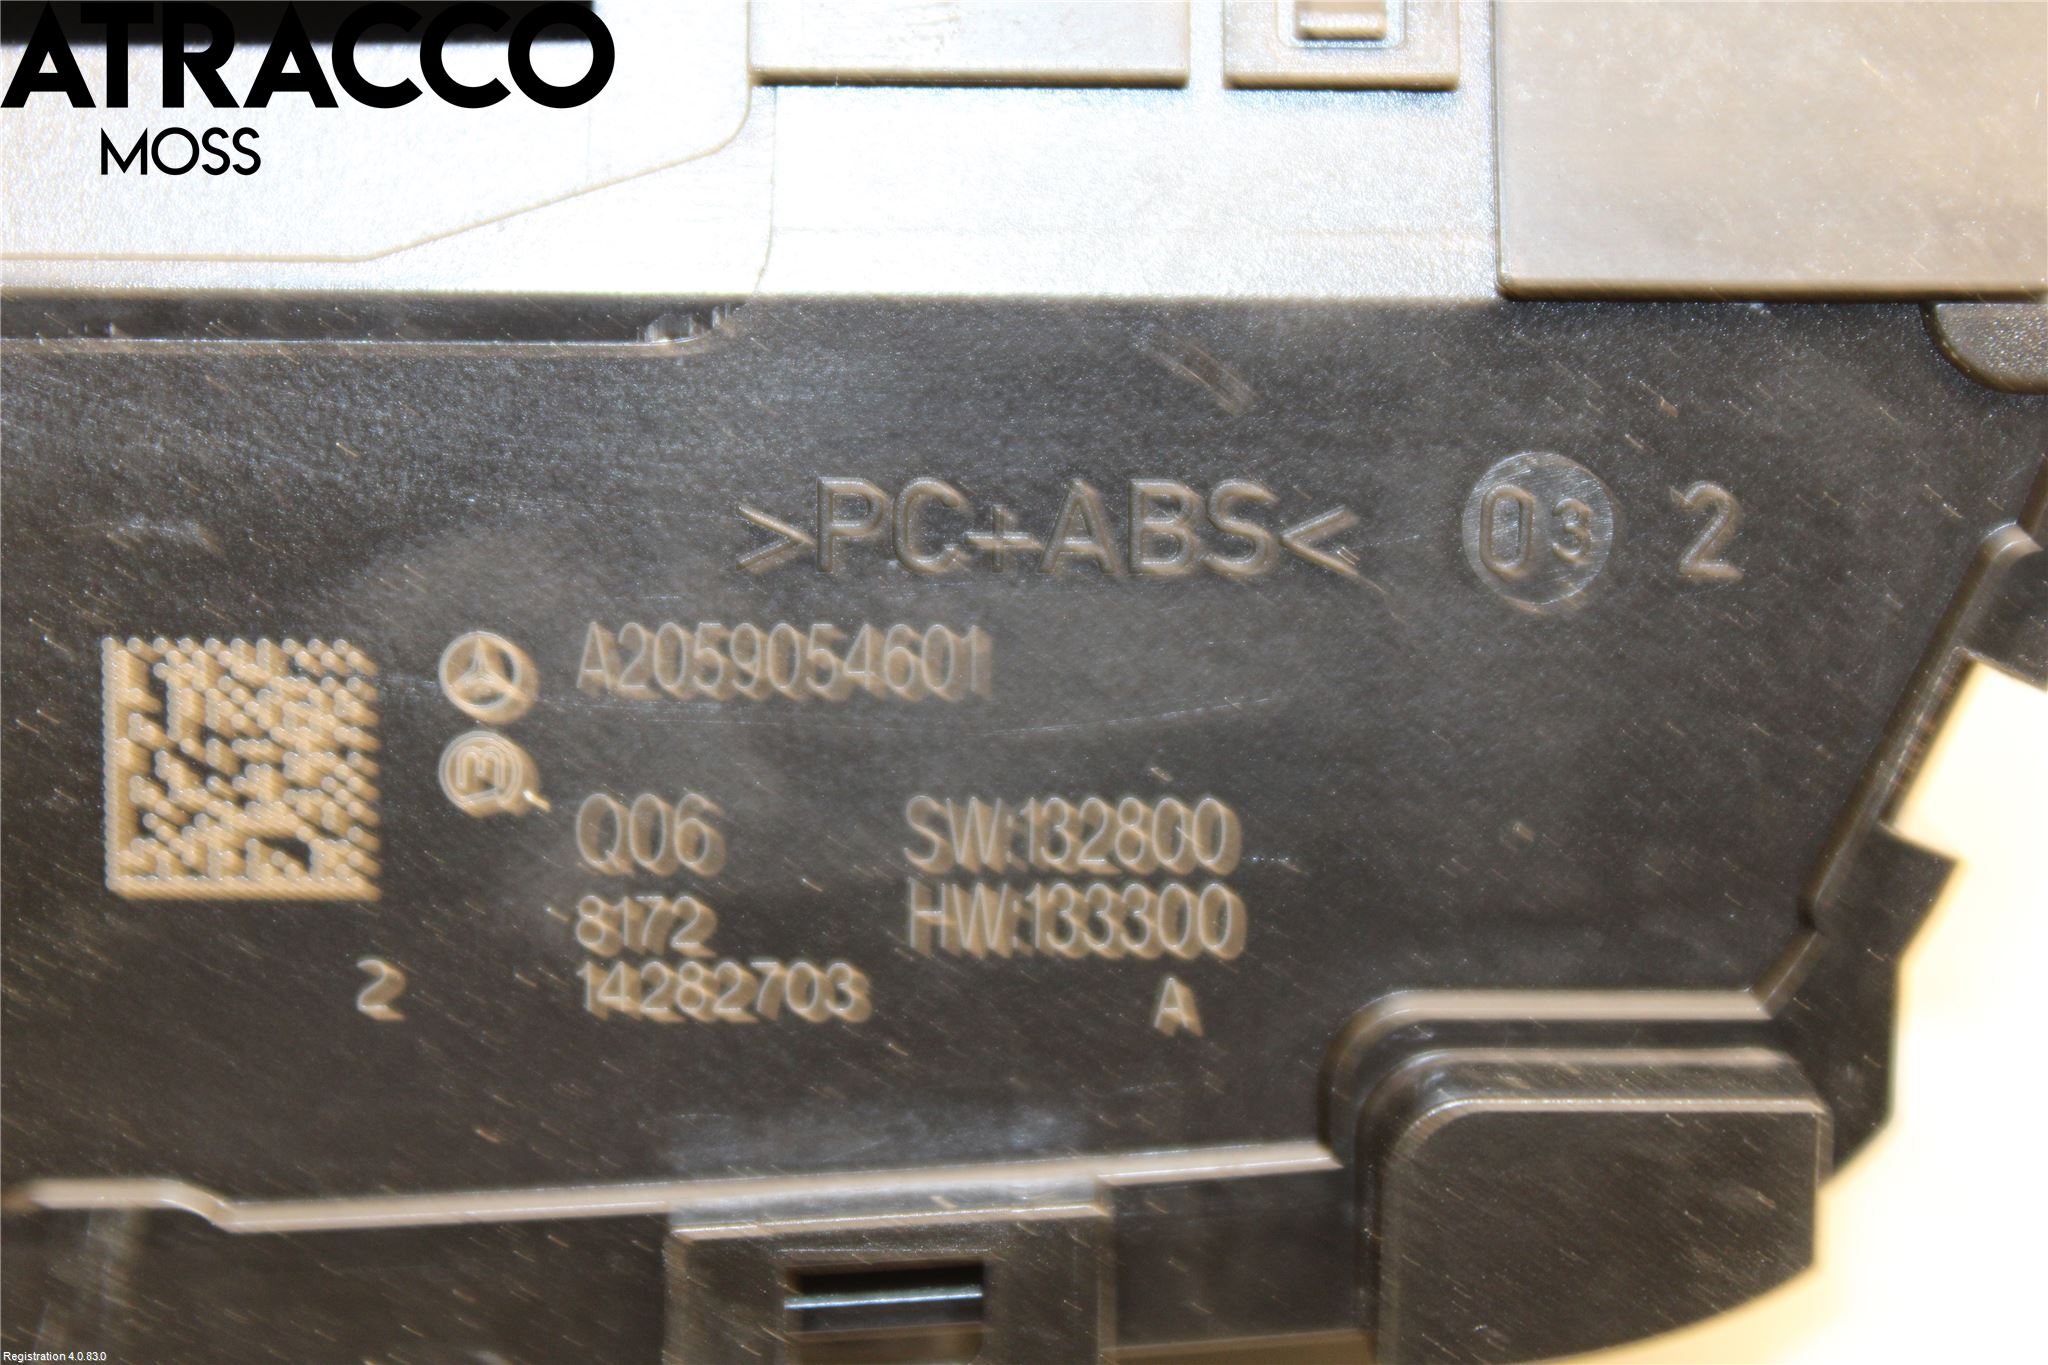 ATRACCO
MOSS
>PC+ABS< 03 2
A2059054601
Q06 SW:132800
8172 HW:133300
2 14282703 A
Registration 4.0.83.0